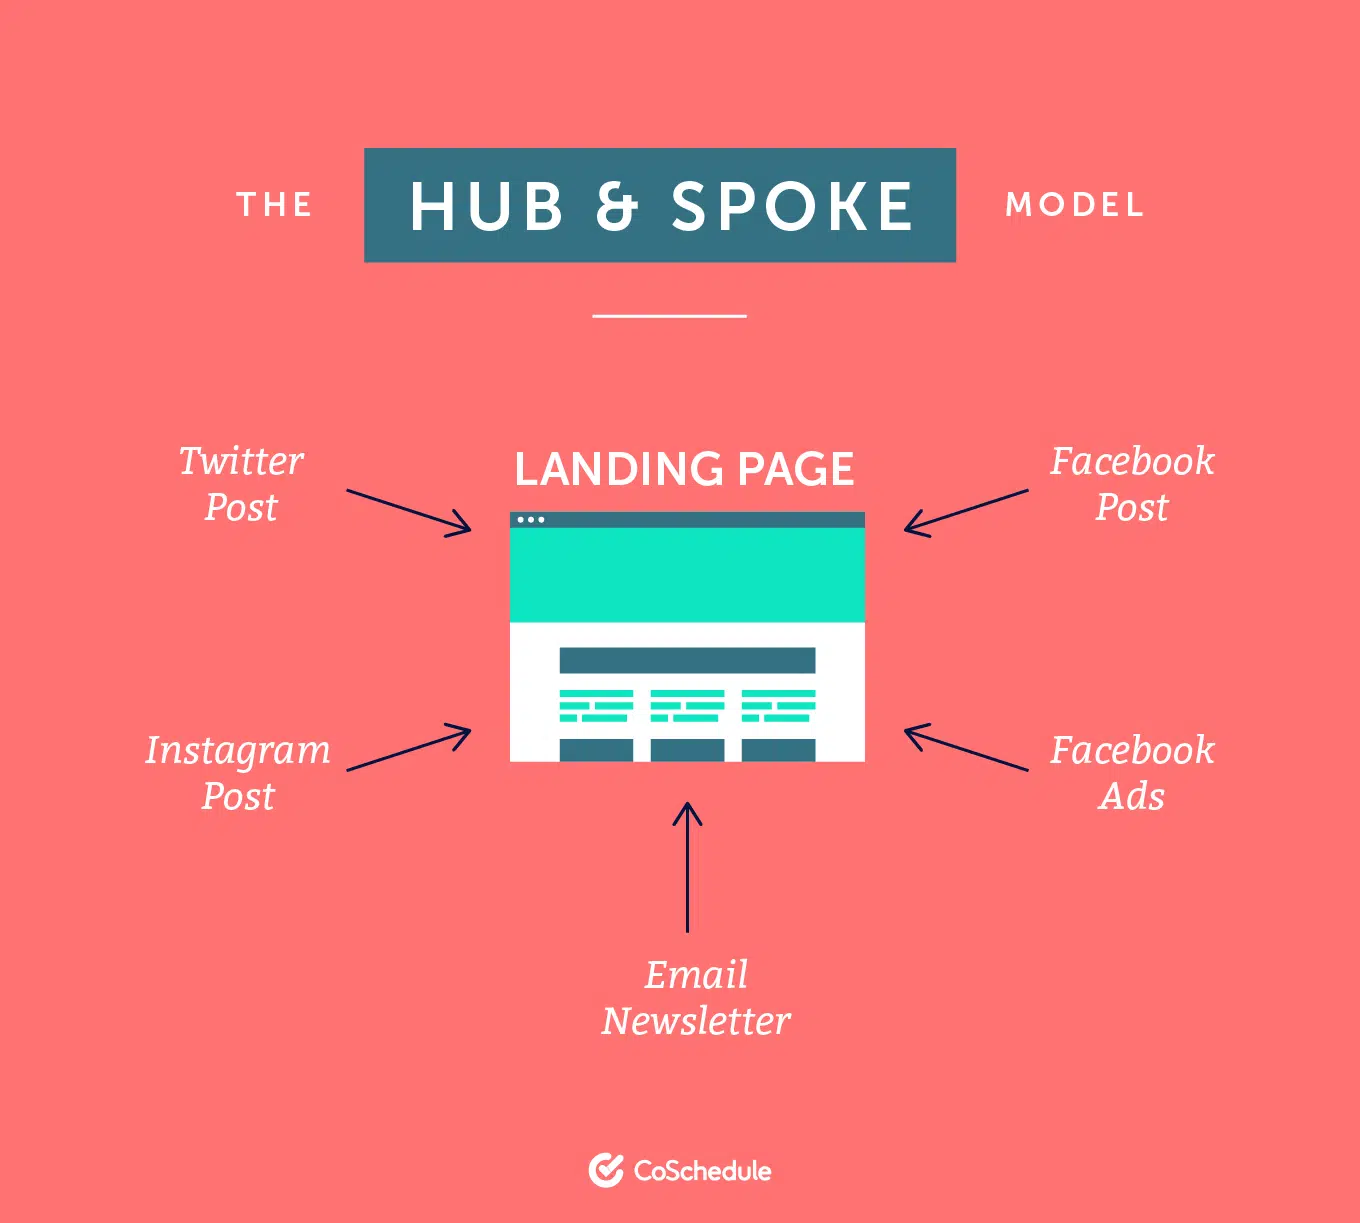 THE HUB & SPOKE MODEL
LANDING PAGE
Twitter
Post
Facebook
Post
Instagram
Post
Facebook
Ads
Email
Newsletter
CoSchedule